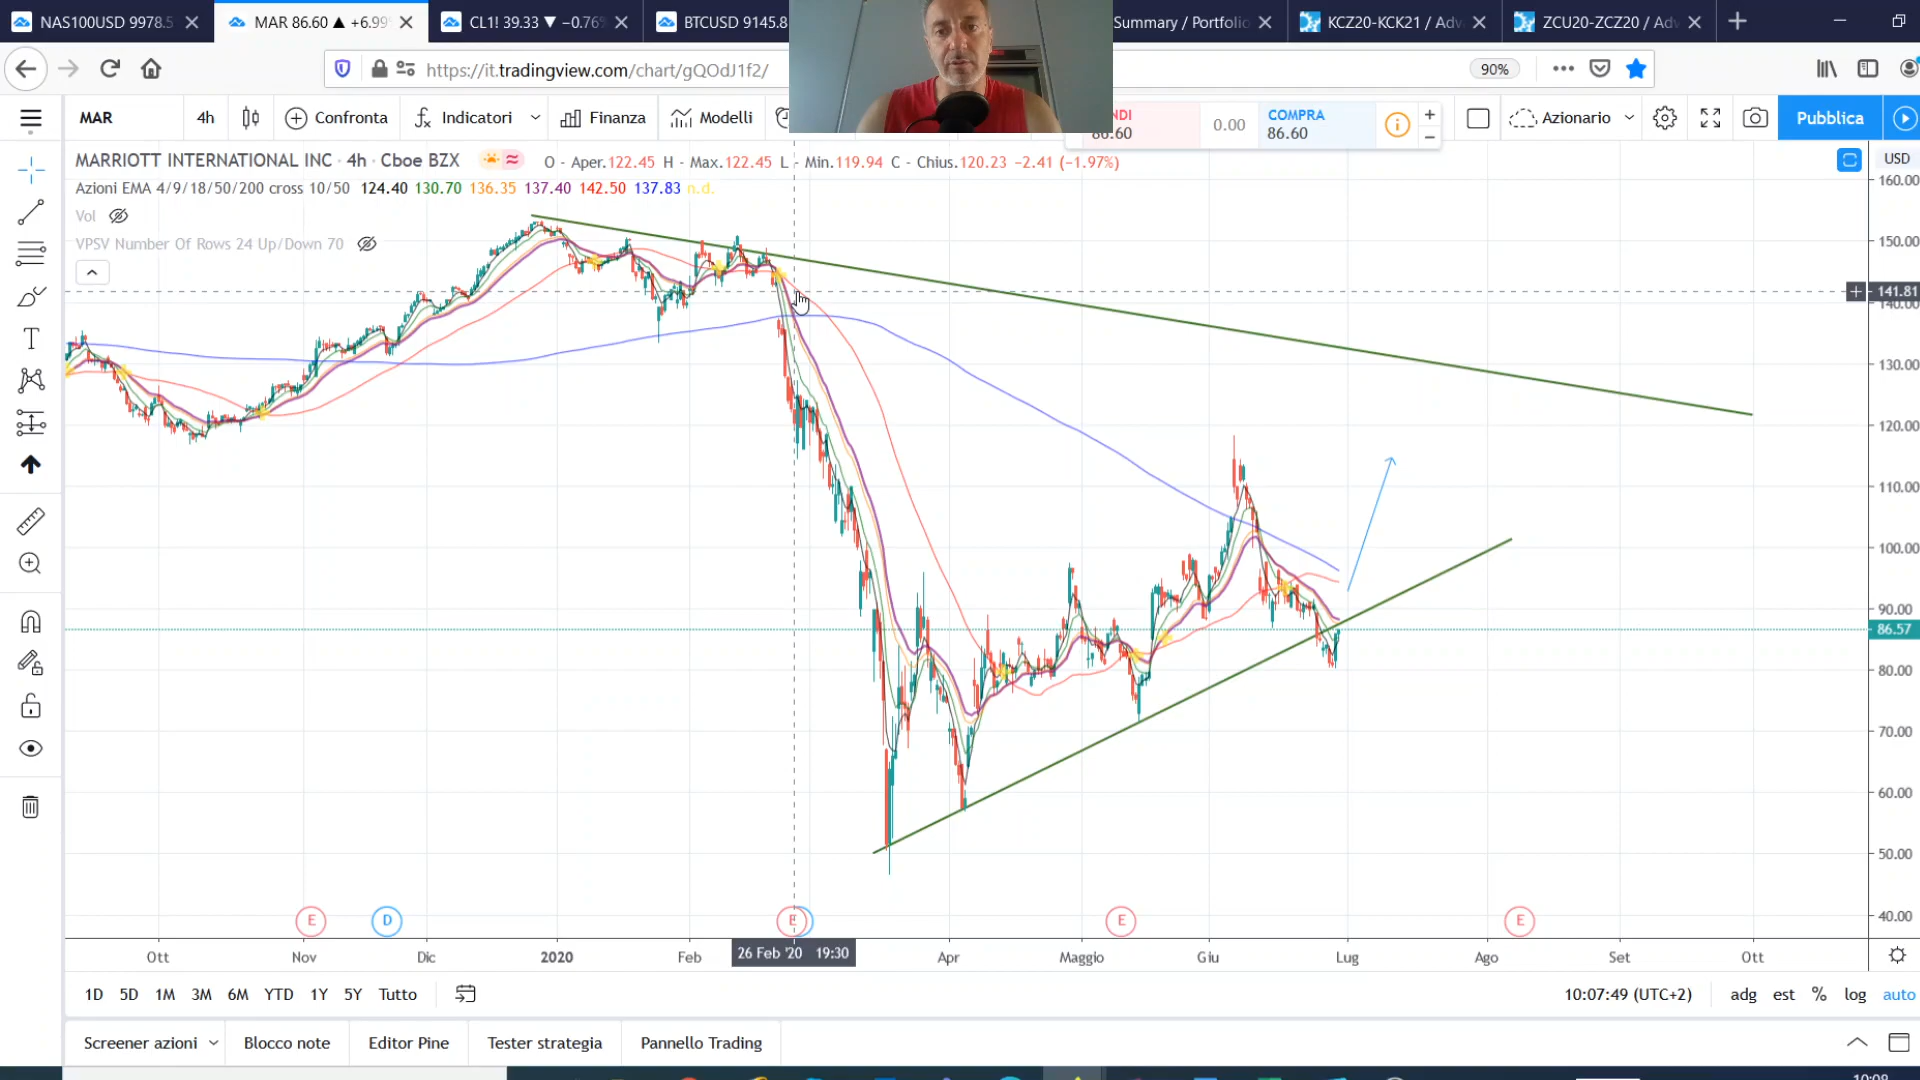 NAS100USD 9978.5
MAR 86.60 ▲ +6.99
CL1! 39.33 ▼ −0.76%
BTCUSD 9145.8
Summary / Portfolio
KCZ20-KCK21 / Adv
ZCU20-ZCZ20 / Adv
https://it.tradingview.com/chart/gQOdJ1f2/
90%
MAR
4h
Confronta
Indicatori
Finanza
Modelli
NDI
86.60
0.00
COMPRA
86.60
Azionario
Pubblica
MARRIOTT INTERNATIONAL INC · 4h · Cboe BZX
O - Aper.122.45 H - Max.122.45 L - Min.119.94 C - Chius.120.23 −2.41 (−1.97%)
USD
Azioni EMA 4/9/18/50/200 cross 10/50 124.40 130.70 136.35 137.40 142.50 137.83 n.d.
Vol
VPSV Number Of Rows 24 Up/Down 70
160.00
150.00
141.81
140.00
130.00
120.00
110.00
100.00
90.00
86.57
80.00
70.00
60.00
50.00
40.00
E D E E E
Ott Nov Dic 2020 Feb 26 Feb '20 19:30 Apr Maggio Giu Lug Ago Set Ott
1D 5D 1M 3M 6M YTD 1Y 5Y Tutto
10:07:49 (UTC+2) adg est % log auto
Screener azioni Blocco note Editor Pine Tester strategia Pannello Trading
10:08